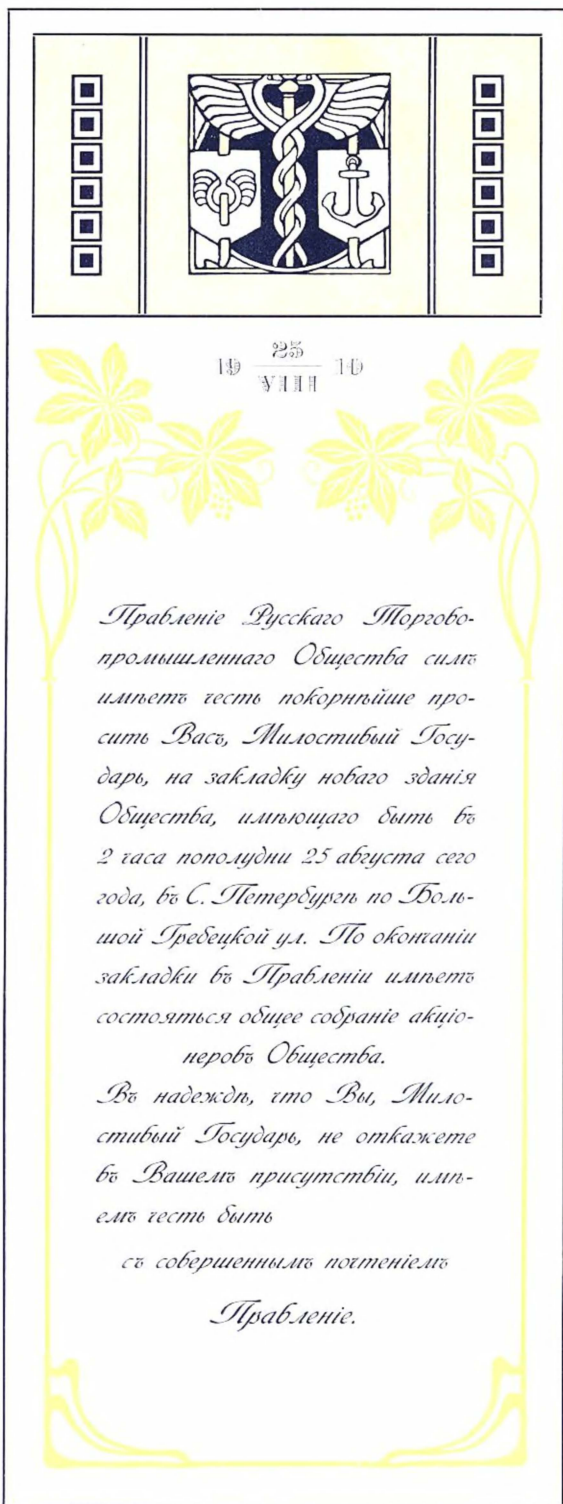 19 25/VIII 10
Правленіе Русскаго Торгово-
промышленнаго Общества симъ
имѣетъ честь покорнѣйше про-
сить Васъ, Милостивый Госу-
дарь, на закладку новаго зданія
Общества, имѣющаго быть въ
2 часа пополудни 25 августа сего
года, въ С. Петербургѣ по Боль-
шой Гребецкой ул. По окончаніи
закладки въ Правленіи имѣетъ
состояться общее собраніе акціо-
неровъ Общества.
Въ надеждѣ, что Вы, Мило-
стивый Государь, не откажете
въ Вашемъ присутствіи, имѣ-
емъ честь быть
съ совершеннымъ почтеніемъ
Правленіе.